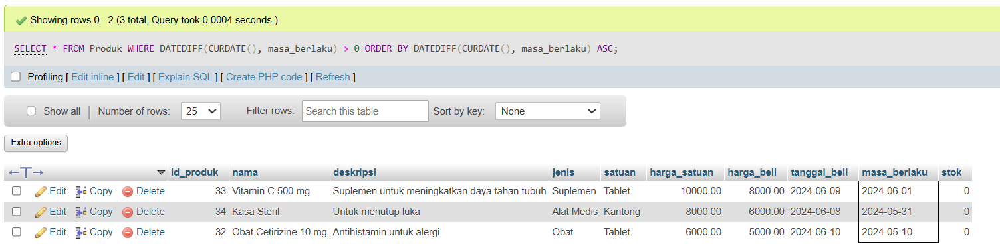 Showing rows 0 - 2 (3 total, Query took 0.0004 seconds.)
SELECT * FROM Produk WHERE DATEDIFF(CURDATE(), masa_berlaku) > 0 ORDER BY DATEDIFF(CURDATE(), masa_berlaku) ASC;
Profiling [ Edit inline ] [ Edit ] [ Explain SQL ] [ Create PHP code ] [ Refresh ]
Show all Number of rows: 25 Filter rows: Search this table Sort by key: None
Extra options
id_produk nama deskripsi jenis satuan harga_satuan harga_beli tanggal_beli masa_berlaku stok
Edit Copy Delete 33 Vitamin C 500 mg Suplemen untuk meningkatkan daya tahan tubuh Suplemen Tablet 10000.00 8000.00 2024-06-09 2024-06-01 0
Edit Copy Delete 34 Kasa Steril Untuk menutup luka Alat Medis Kantong 8000.00 6000.00 2024-06-08 2024-05-31 0
Edit Copy Delete 32 Obat Cetirizine 10 mg Antihistamin untuk alergi Obat Tablet 6000.00 5000.00 2024-06-10 2024-05-10 0